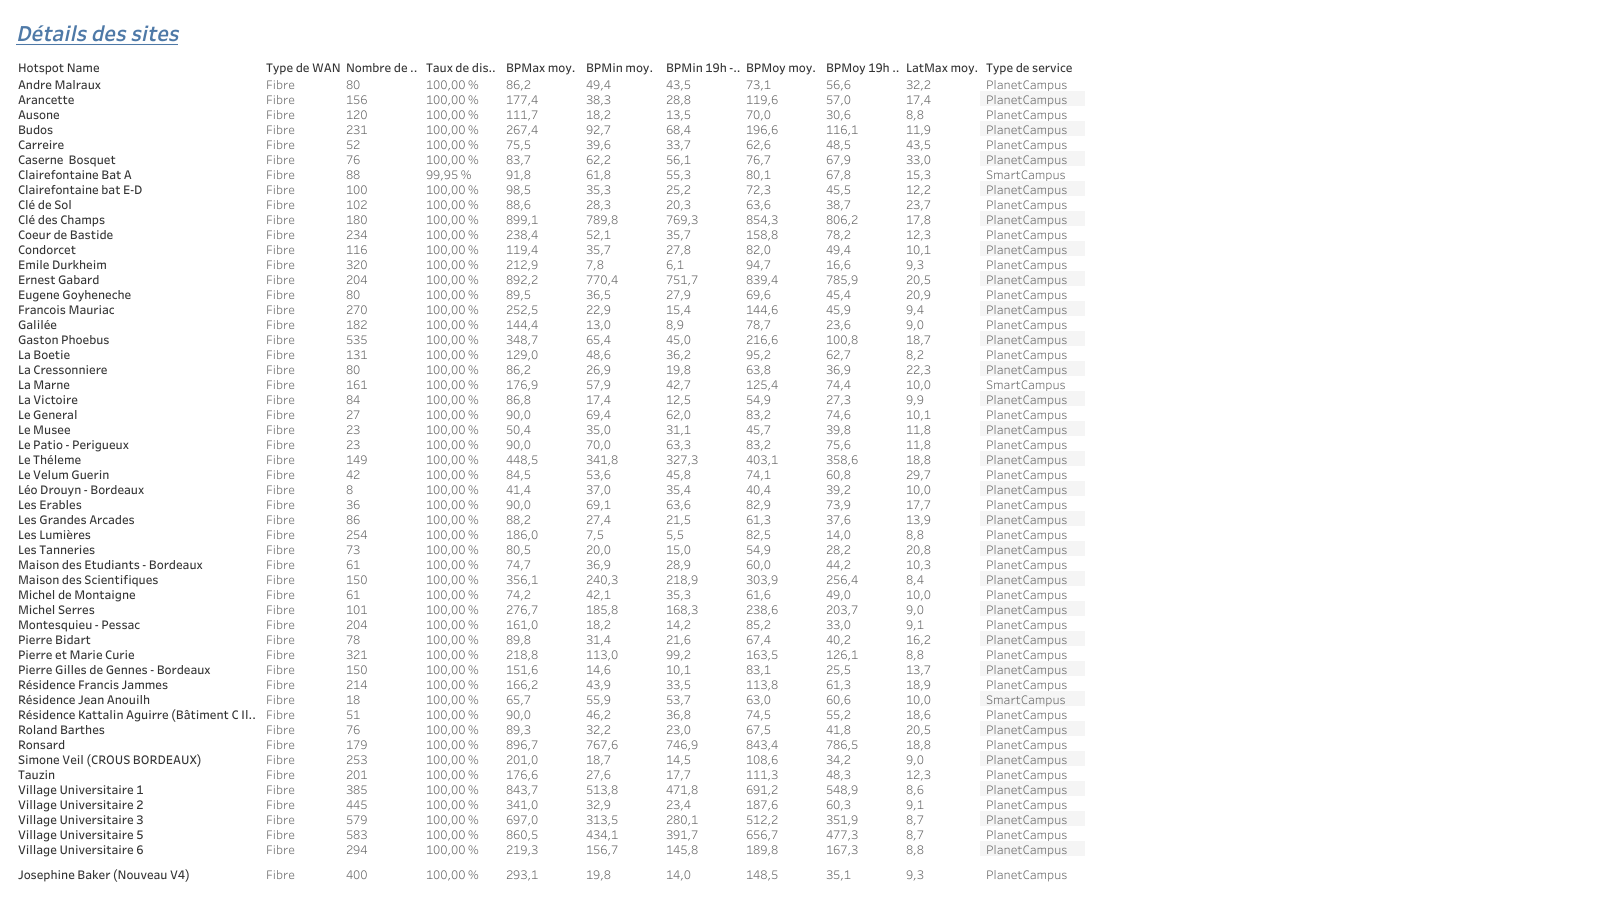 Détails des sites
Hotspot Name Type de WAN Nombre de .. Taux de dis.. BPMax moy. BPMin moy. BPMin 19h -.. BPMoy moy. BPMoy 19h .. LatMax moy. Type de service
Andre Malraux Fibre 80 100,00 % 86,2 49,4 43,5 73,1 56,6 32,2 PlanetCampus
Arancette Fibre 156 100,00 % 177,4 38,3 28,8 119,6 57,0 17,4 PlanetCampus
Ausone Fibre 120 100,00 % 111,7 18,2 13,5 70,0 30,6 8,8 PlanetCampus
Budos Fibre 231 100,00 % 267,4 92,7 68,4 196,6 116,1 11,9 PlanetCampus
Carreire Fibre 52 100,00 % 75,5 39,6 33,7 62,6 48,5 43,5 PlanetCampus
Caserne Bosquet Fibre 76 100,00 % 83,7 62,2 56,1 76,7 67,9 33,0 PlanetCampus
Clairefontaine Bat A Fibre 88 99,95 % 91,8 61,8 55,3 80,1 67,8 15,3 SmartCampus
Clairefontaine bat E-D Fibre 100 100,00 % 98,5 35,3 25,2 72,3 45,5 12,2 PlanetCampus
Clé de Sol Fibre 102 100,00 % 88,6 28,3 20,3 63,6 38,7 23,7 PlanetCampus
Clé des Champs Fibre 180 100,00 % 899,1 789,8 769,3 854,3 806,2 17,8 PlanetCampus
Coeur de Bastide Fibre 234 100,00 % 238,4 52,1 35,7 158,8 78,2 12,3 PlanetCampus
Condorcet Fibre 116 100,00 % 119,4 35,7 27,8 82,0 49,4 10,1 PlanetCampus
Emile Durkheim Fibre 320 100,00 % 212,9 7,8 6,1 94,7 16,6 9,3 PlanetCampus
Ernest Gabard Fibre 204 100,00 % 892,2 770,4 751,7 839,4 785,9 20,5 PlanetCampus
Eugene Goyheneche Fibre 80 100,00 % 89,5 36,5 27,9 69,6 45,4 20,9 PlanetCampus
Francois Mauriac Fibre 270 100,00 % 252,5 22,9 15,4 144,6 45,9 9,4 PlanetCampus
Galilée Fibre 182 100,00 % 144,4 13,0 8,9 78,7 23,6 9,0 PlanetCampus
Gaston Phoebus Fibre 535 100,00 % 348,7 65,4 45,0 216,6 100,8 18,7 PlanetCampus
La Boetie Fibre 131 100,00 % 129,0 48,6 36,2 95,2 62,7 8,2 PlanetCampus
La Cressonniere Fibre 80 100,00 % 86,2 26,9 19,8 63,8 36,9 22,3 PlanetCampus
La Marne Fibre 161 100,00 % 176,9 57,9 42,7 125,4 74,4 10,0 SmartCampus
La Victoire Fibre 84 100,00 % 86,8 17,4 12,5 54,9 27,3 9,9 PlanetCampus
Le General Fibre 27 100,00 % 90,0 69,4 62,0 83,2 74,6 10,1 PlanetCampus
Le Musee Fibre 23 100,00 % 50,4 35,0 31,1 45,7 39,8 11,8 PlanetCampus
Le Patio - Perigueux Fibre 23 100,00 % 90,0 70,0 63,3 83,2 75,6 11,8 PlanetCampus
Le Théleme Fibre 149 100,00 % 448,5 341,8 327,3 403,1 358,6 18,8 PlanetCampus
Le Velum Guerin Fibre 42 100,00 % 84,5 53,6 45,8 74,1 60,8 29,7 PlanetCampus
Léo Drouyn - Bordeaux Fibre 8 100,00 % 41,4 37,0 35,4 40,4 39,2 10,0 PlanetCampus
Les Erables Fibre 36 100,00 % 90,0 69,1 63,6 82,9 73,9 17,7 PlanetCampus
Les Grandes Arcades Fibre 86 100,00 % 88,2 27,4 21,5 61,3 37,6 13,9 PlanetCampus
Les Lumières Fibre 254 100,00 % 186,0 7,5 5,5 82,5 14,0 8,8 PlanetCampus
Les Tanneries Fibre 73 100,00 % 80,5 20,0 15,0 54,9 28,2 20,8 PlanetCampus
Maison des Etudiants - Bordeaux Fibre 61 100,00 % 74,7 36,9 28,9 60,0 44,2 10,3 PlanetCampus
Maison des Scientifiques Fibre 150 100,00 % 356,1 240,3 218,9 303,9 256,4 8,4 PlanetCampus
Michel de Montaigne Fibre 61 100,00 % 74,2 42,1 35,3 61,6 49,0 10,0 PlanetCampus
Michel Serres Fibre 101 100,00 % 276,7 185,8 168,3 238,6 203,7 9,0 PlanetCampus
Montesquieu - Pessac Fibre 204 100,00 % 161,0 18,2 14,2 85,2 33,0 9,1 PlanetCampus
Pierre Bidart Fibre 78 100,00 % 89,8 31,4 21,6 67,4 40,2 16,2 PlanetCampus
Pierre et Marie Curie Fibre 321 100,00 % 218,8 113,0 99,2 163,5 126,1 8,8 PlanetCampus
Pierre Gilles de Gennes - Bordeaux Fibre 150 100,00 % 151,6 14,6 10,1 83,1 25,5 13,7 PlanetCampus
Résidence Francis Jammes Fibre 214 100,00 % 166,2 43,9 33,5 113,8 61,3 18,9 PlanetCampus
Résidence Jean Anouilh Fibre 18 100,00 % 65,7 55,9 53,7 63,0 60,6 10,0 SmartCampus
Résidence Kattalin Aguirre (Bâtiment C Il.. Fibre 51 100,00 % 90,0 46,2 36,8 74,5 55,2 18,6 PlanetCampus
Roland Barthes Fibre 76 100,00 % 89,3 32,2 23,0 67,5 41,8 20,5 PlanetCampus
Ronsard Fibre 179 100,00 % 896,7 767,6 746,9 843,4 786,5 18,8 PlanetCampus
Simone Veil (CROUS BORDEAUX) Fibre 253 100,00 % 201,0 18,7 14,5 108,6 34,2 9,0 PlanetCampus
Tauzin Fibre 201 100,00 % 176,6 27,6 17,7 111,3 48,3 12,3 PlanetCampus
Village Universitaire 1 Fibre 385 100,00 % 843,7 513,8 471,8 691,2 548,9 8,6 PlanetCampus
Village Universitaire 2 Fibre 445 100,00 % 341,0 32,9 23,4 187,6 60,3 9,1 PlanetCampus
Village Universitaire 3 Fibre 579 100,00 % 697,0 313,5 280,1 512,2 351,9 8,7 PlanetCampus
Village Universitaire 5 Fibre 583 100,00 % 860,5 434,1 391,7 656,7 477,3 8,7 PlanetCampus
Village Universitaire 6 Fibre 294 100,00 % 219,3 156,7 145,8 189,8 167,3 8,8 PlanetCampus
Josephine Baker (Nouveau V4) Fibre 400 100,00 % 293,1 19,8 14,0 148,5 35,1 9,3 PlanetCampus